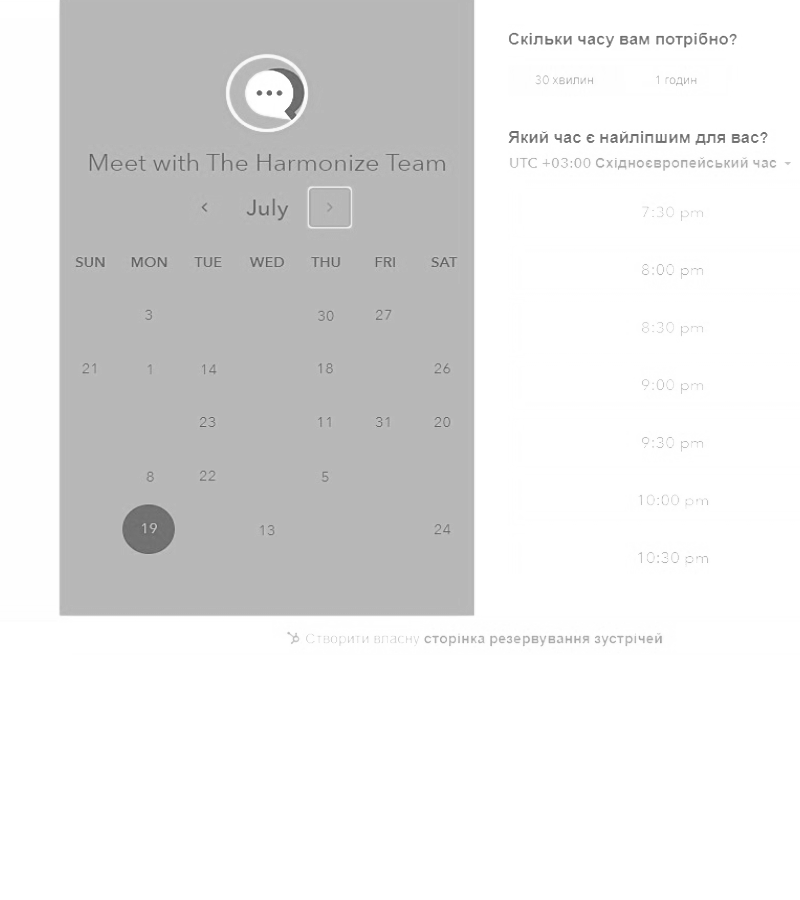 Meet with The Harmonize Team
July
SUN MON TUE WED THU FRI SAT
3 30 27
21 1 14 18 26
23 11 31 20
8 22 5
19 13 24
Скільки часу вам потрібно?
30 хвилин 1 годин
Який час є найліпшим для вас?
UTC +03:00 Східноєвропейський час
7:30 pm
8:00 pm
8:30 pm
9:00 pm
9:30 pm
10:00 pm
10:30 pm
Створити власну сторінка резервування зустрічей